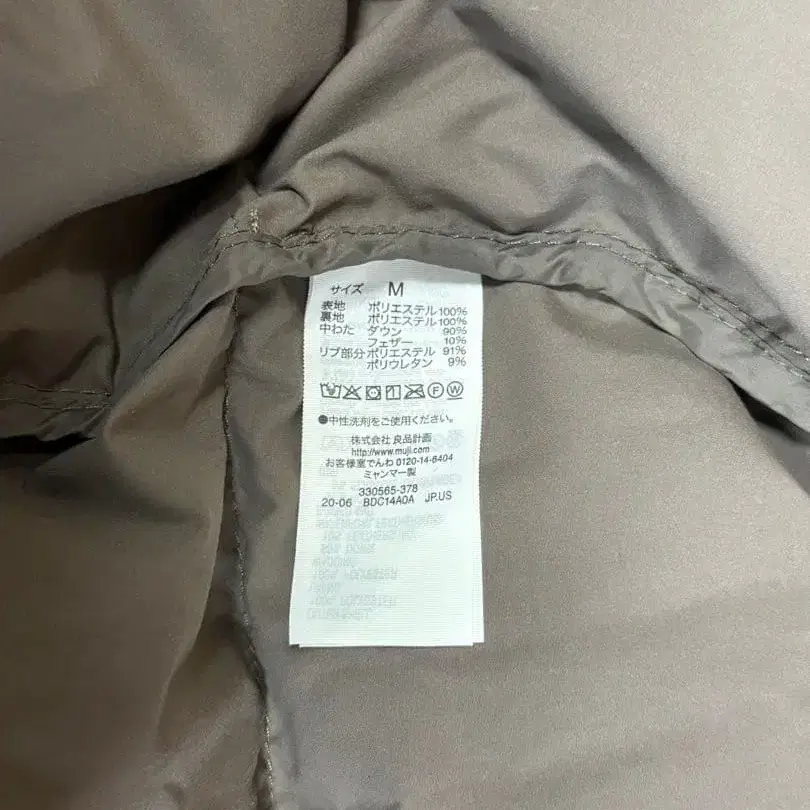 サイズ M
表地 ポリエステル100%
裏地 ポリエステル100%
中わた ダウン 90%
フェザー 10%
リブ部分 ポリエステル 91%
ポリウレタン 9%
F W
●中性洗剤をご使用ください。
株式会社 良品計画
http://www.muji.com
お客様室でんわ 0120-14-6404
ミャンマー製
330565-378
20-06 BDC14A0A JP.US